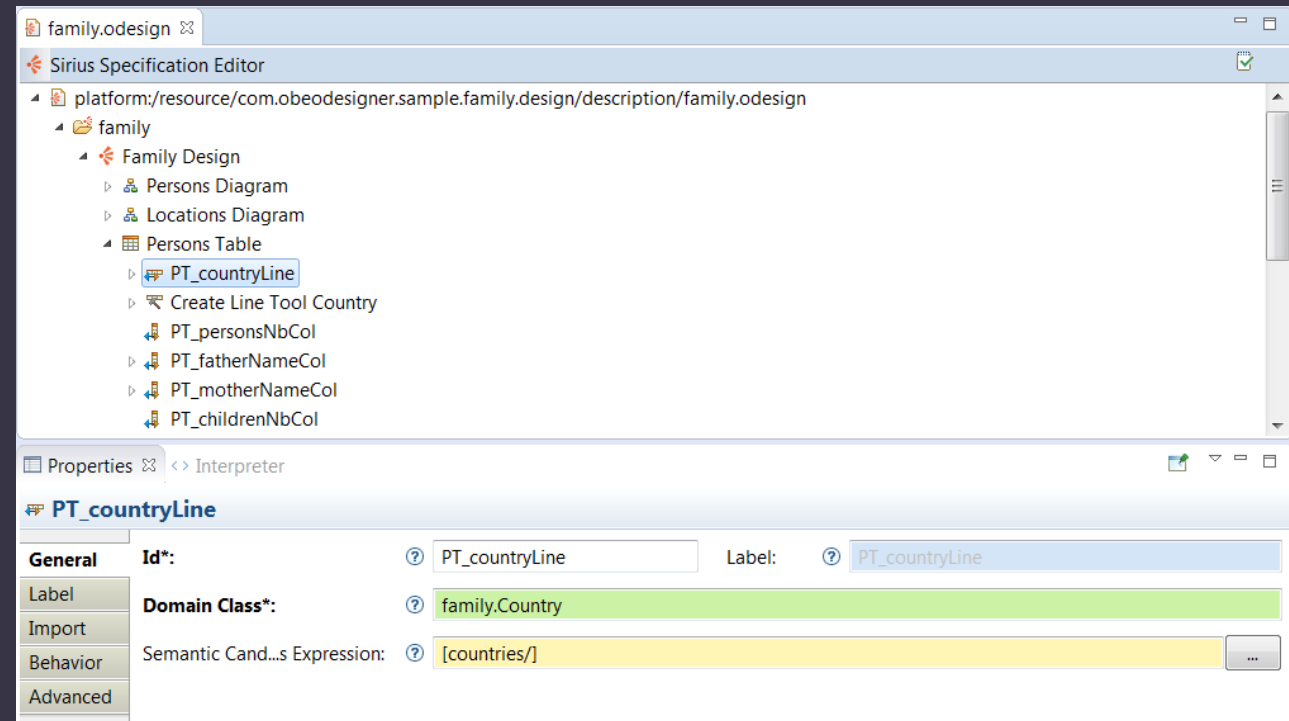 family.odesign
Sirius Specification Editor
platform:/resource/com.obeodesigner.sample.family.design/description/family.odesign
family
Family Design
Persons Diagram
Locations Diagram
Persons Table
PT_countryLine
Create Line Tool Country
PT_personsNbCol
PT_fatherNameCol
PT_motherNameCol
PT_childrenNbCol
Properties <> Interpreter
PT_countryLine
General Id*: PT_countryLine Label: PT_countryLine
Label
Domain Class*: family.Country
Import
Semantic Cand...s Expression: [countries/] ...
Behavior
Advanced